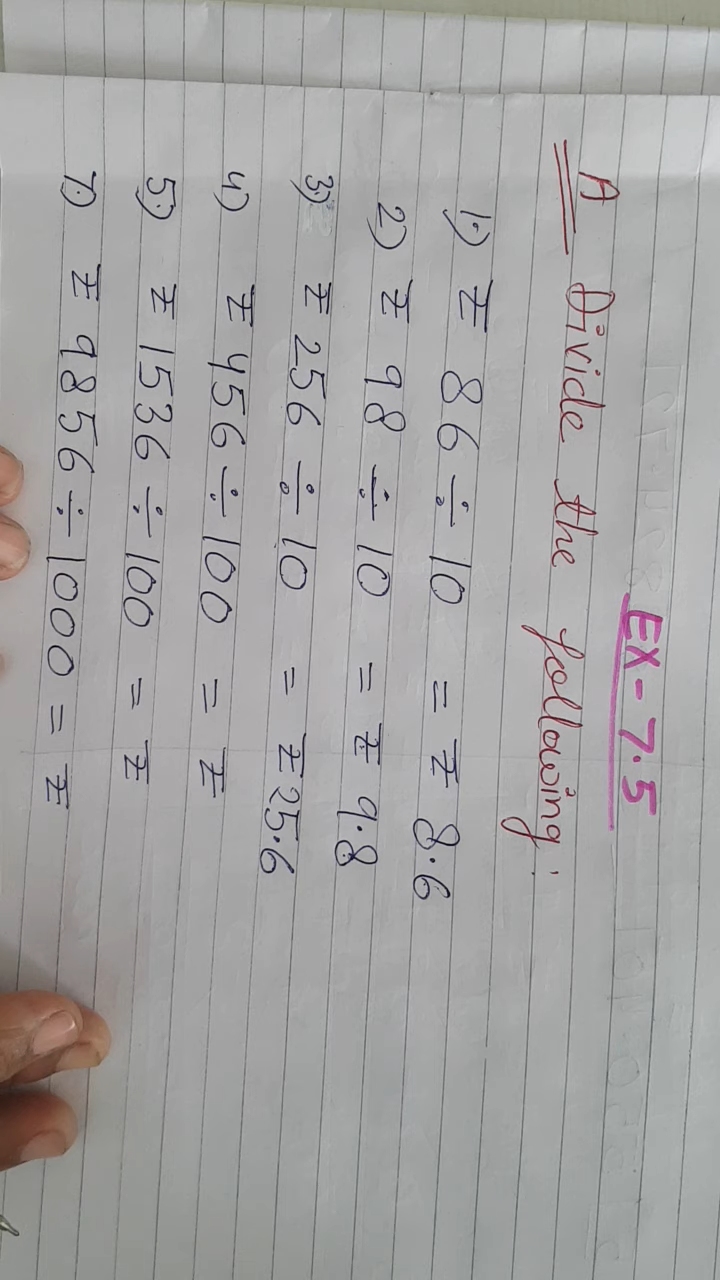 EX-7.5
A Divide the following:
1.) ₹ 86 ÷ 10 = ₹ 8.6
2.) ₹ 98 ÷ 10 = ₹ 9.8
3.) ₹ 256 ÷ 10 = ₹ 25.6
4) ₹ 456 ÷ 100 = ₹
5.) ₹ 1536 ÷ 100 = ₹
7.) ₹ 9856 ÷ 1000 = ₹